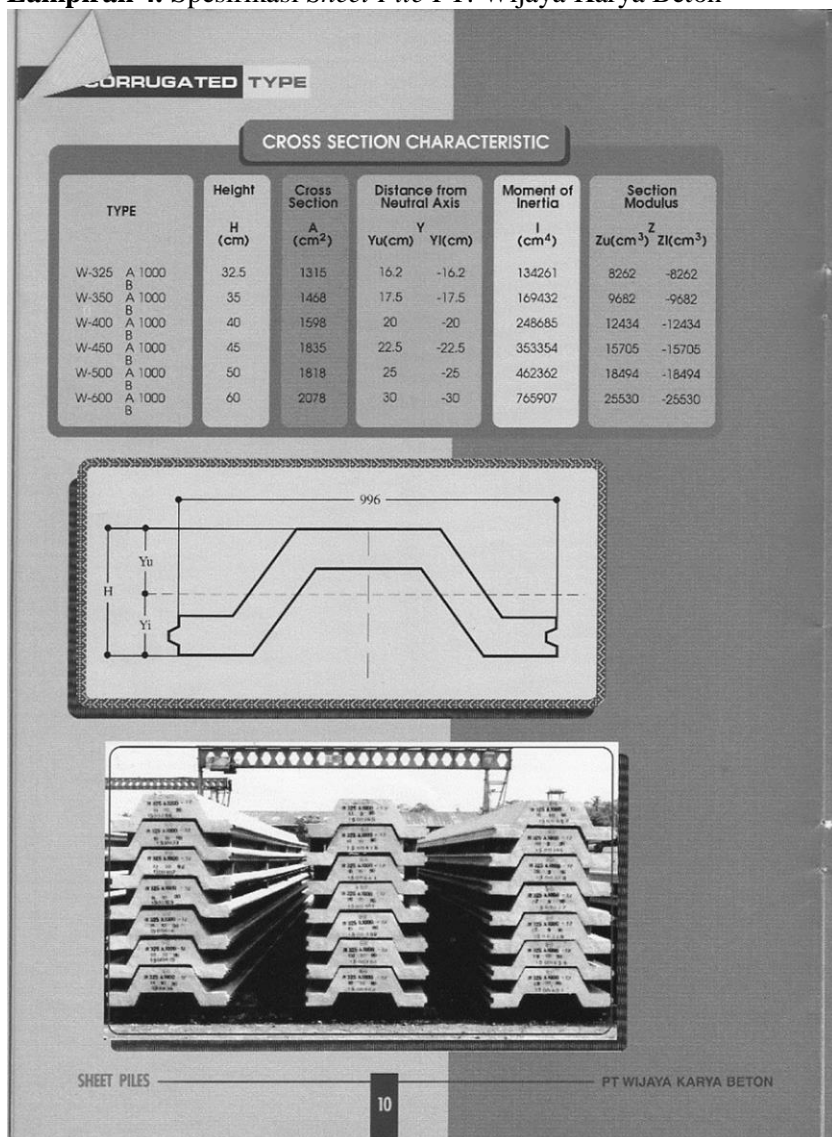 Lampiran 4. Spesifikasi Sheet Pile PT. Wijaya Karya Beton
CORRUGATED TYPE
CROSS SECTION CHARACTERISTIC
TYPE Height H (cm) Cross Section A (cm²) Distance from Neutral Axis Y Yu(cm) Yi(cm) Moment of Inertia I (cm⁴) Section Modulus Z Zu(cm³) Zi(cm³)
W-325 A 1000 B 32.5 1315 16.2 -16.2 134261 8262 -8262
W-350 A 1000 B 35 1468 17.5 -17.5 169432 9682 -9682
W-400 A 1000 B 40 1598 20 -20 248685 12434 -12434
W-450 A 1000 B 45 1835 22.5 -22.5 353354 15705 -15705
W-500 A 1000 B 50 1818 25 -25 462362 18494 -18494
W-600 A 1000 B 60 2078 30 -30 765907 25530 -25530
996
Yu
H
Yi
SHEET PILES
PT WIJAYA KARYA BETON
10